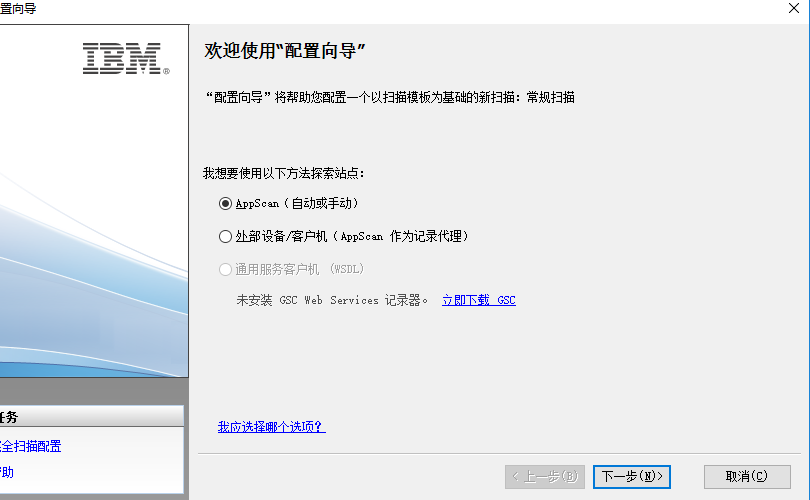 置向导
IBM®
欢迎使用“配置向导”
“配置向导”将帮助您配置一个以扫描模板为基础的新扫描：常规扫描
我想要使用以下方法探索站点：
AppScan（自动或手动）
外部设备/客户机（AppScan 作为记录代理）
通用服务客户机 (WSDL)
未安装 GSC Web Services 记录器。 立即下载 GSC
我应选择哪个选项？
任务
全扫描配置
助
< 上一步(B)
下一步(N)>
取消(C)